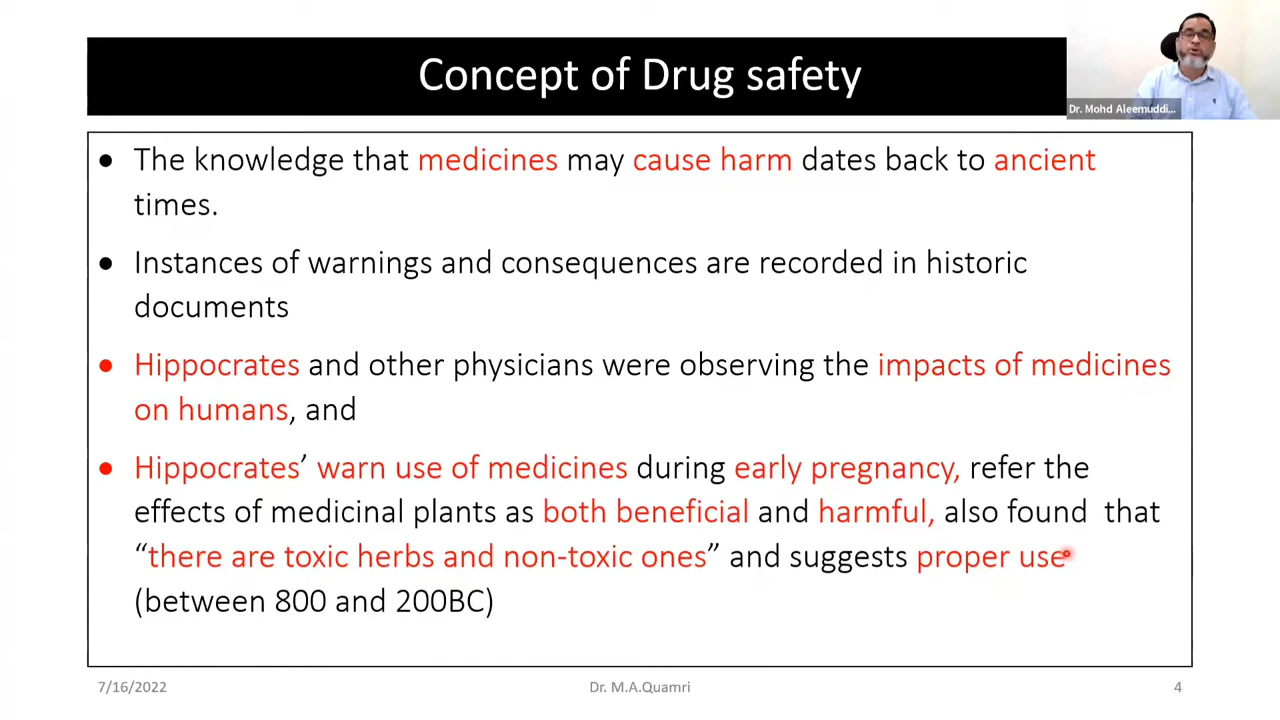 Concept of Drug safety
Dr. Mohd Aleemuddi...
• The knowledge that medicines may cause harm dates back to ancient
times.
• Instances of warnings and consequences are recorded in historic
documents
• Hippocrates and other physicians were observing the impacts of medicines
on humans, and
• Hippocrates’ warn use of medicines during early pregnancy, refer the
effects of medicinal plants as both beneficial and harmful, also found that
“there are toxic herbs and non-toxic ones” and suggests proper use
(between 800 and 200BC)
7/16/2022
Dr. M.A.Quamri
4